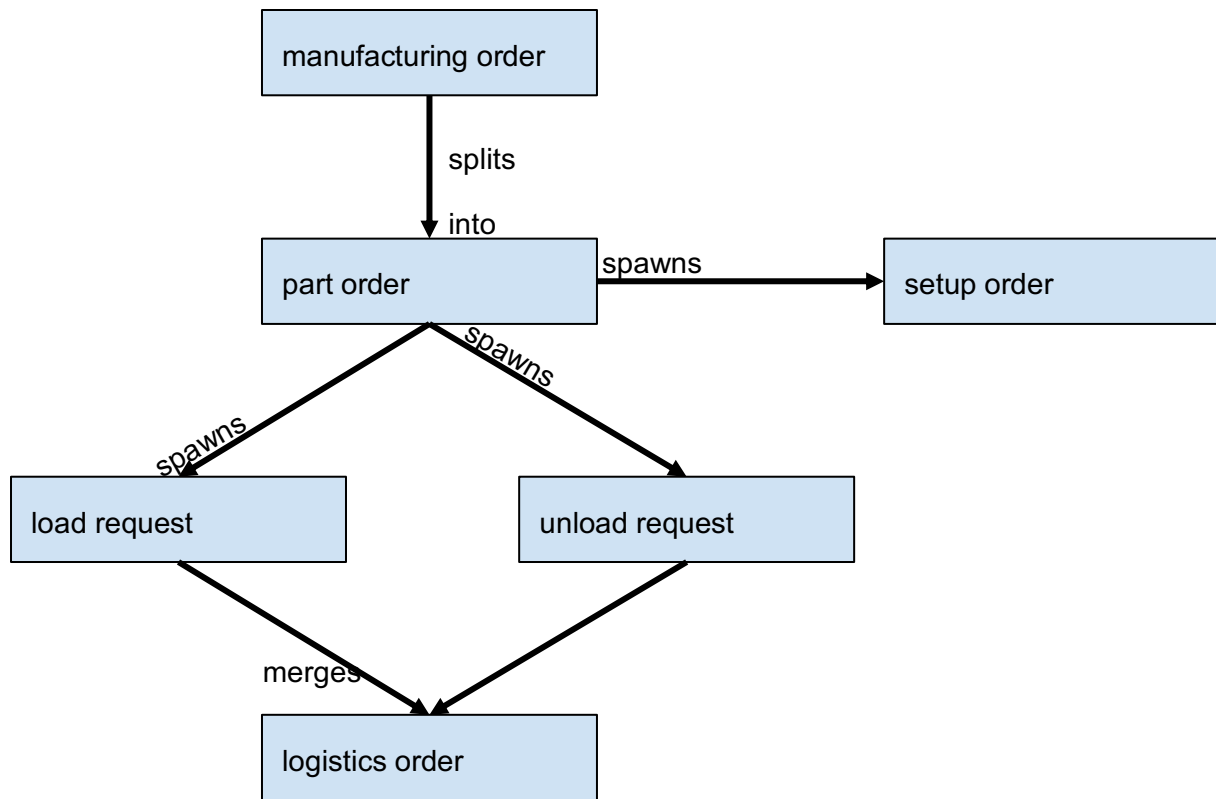 manufacturing order
splits
into
part order
spawns
setup order
spawns
spawns
load request
unload request
merges
logistics order